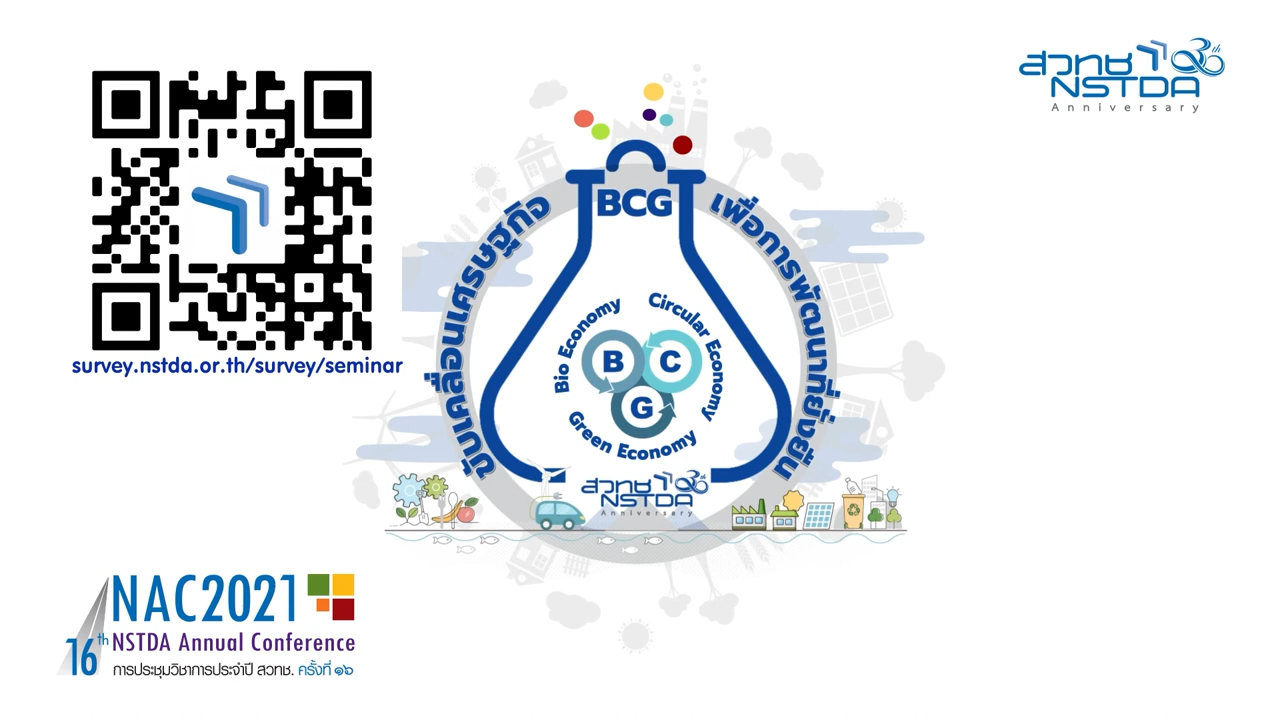 สวทช 30th
NSTDA
Anniversary
survey.nstda.or.th/survey/seminar
BCG
ขับเคลื่อนเศรษฐกิจ
เพื่อการพัฒนาที่ยั่งยืน
Bio Economy
Circular Economy
B
C
G
Green Economy
สวทช 30th
NSTDA
Anniversary
NAC2021
16th NSTDA Annual Conference
การประชุมวิชาการประจำปี สวทช. ครั้งที่ ๑๖